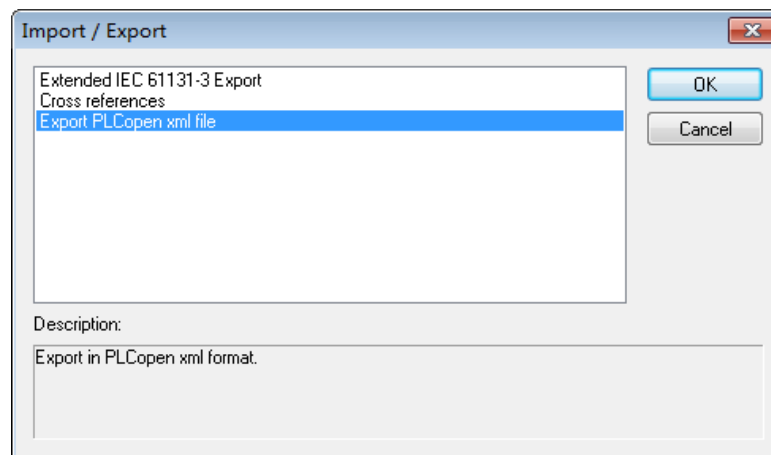 Import / Export
Extended IEC 61131-3 Export
Cross references
Export PLCopen xml file
OK
Cancel
Description:
Export in PLCopen xml format.